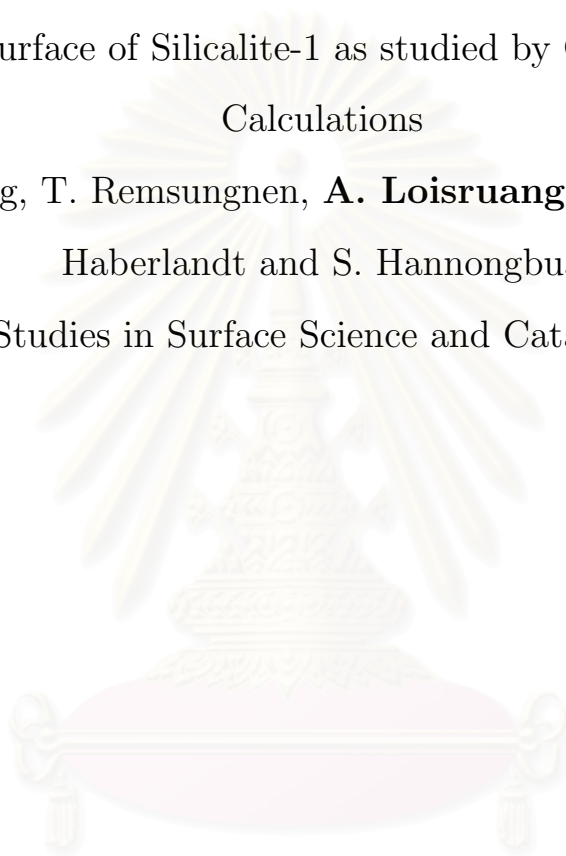 urface of Silicalite-1 as studied by
Calculations
g, T. Remsungnen, A. Loisruang
Haberlandt and S. Hannongbu
Studies in Surface Science and Cat